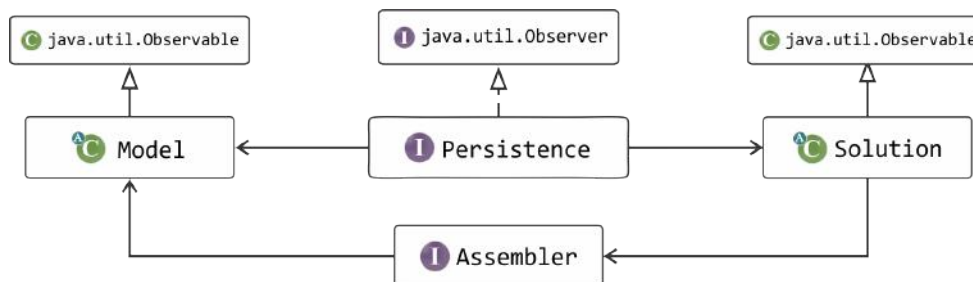 C java.util.Observable
I java.util.Observer
C java.util.Observable
A C Model
I Persistence
A C Solution
I Assembler